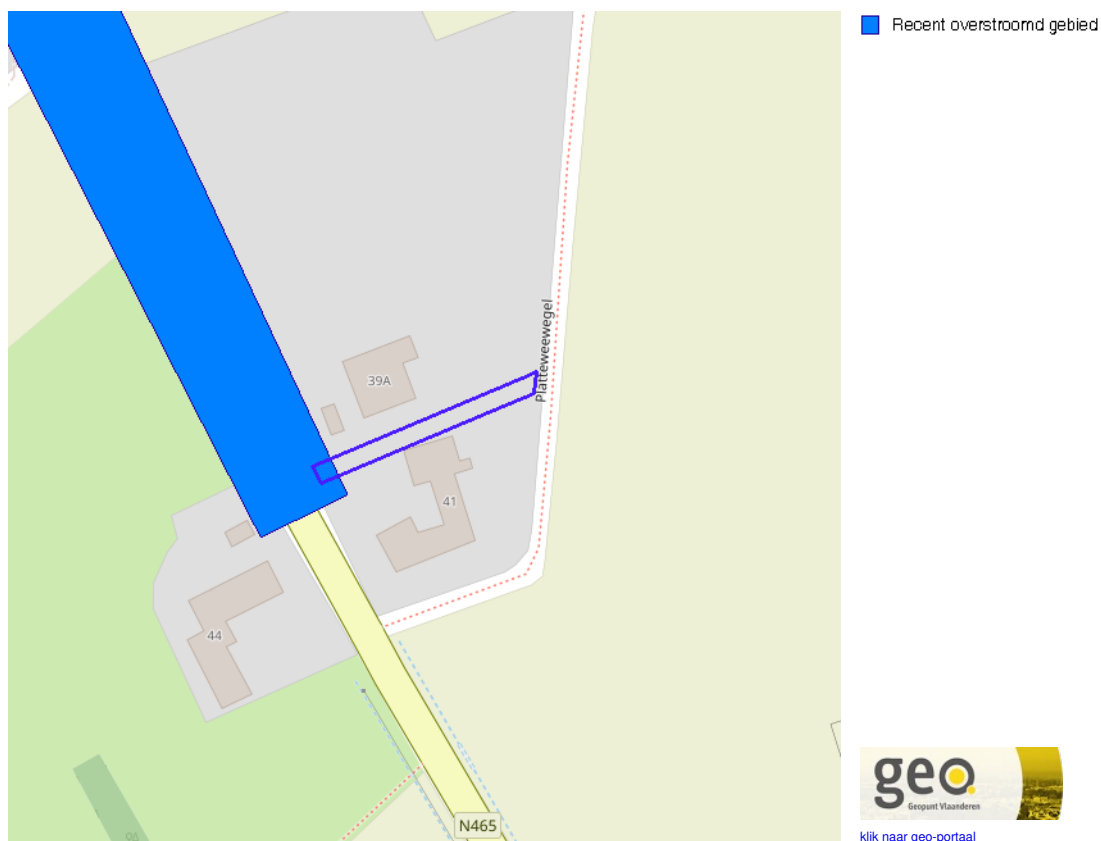 Recent overstroomd gebied
Platteweewegel
39A
41
44
N465
geo
Geopunt Vlaanderen
klik naar geo-portaal